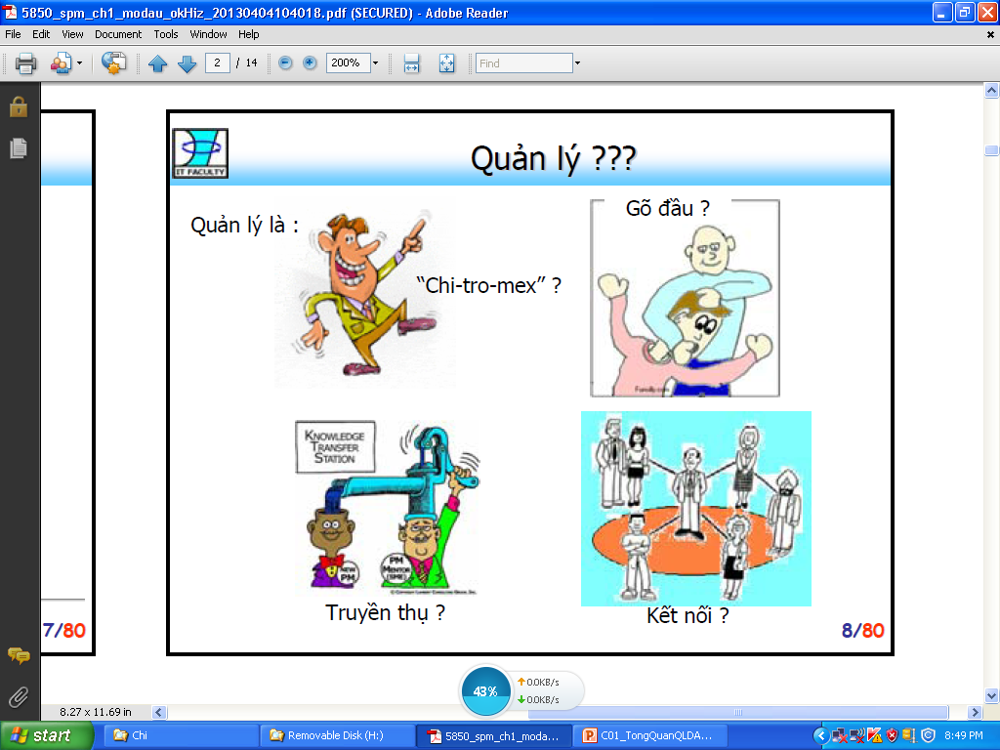 5850_spm_ch1_modau_okHiz_20130404104018.pdf (SECURED) - Adobe Reader
File Edit View Document Tools Window Help
2 / 14 200% Find
IT FACULTY
Quản lý ???
Quản lý là :
"Chi-tro-mex" ?
Gõ đầu ?
KNOWLEDGE
TRANSFER
STATION
NEW
PM
PM
MENTOR
(SME)
Truyền thụ ?
Kết nối ?
7/80
8/80
43%
0.0KB/s
0.0KB/s
8.27 x 11.69 in
start
Chi
Removable Disk (H:)
5850_spm_ch1_moda...
C01_TongQuanQLDA...
8:49 PM